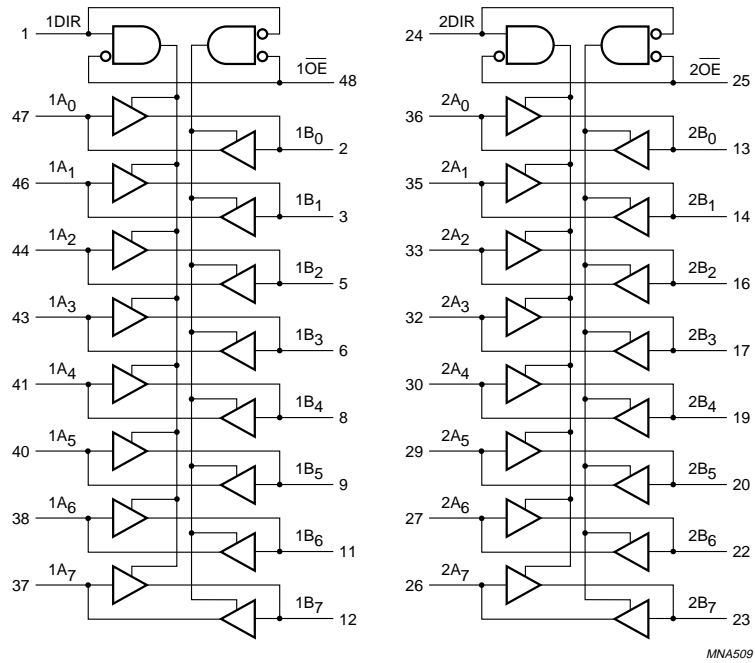 1 1DIR 24 2DIR
1O̅E̅ 48 2O̅E̅ 25
47 1A0 36 2A0
1B0 2 2B0 13
46 1A1 35 2A1
1B1 3 2B1 14
44 1A2 33 2A2
1B2 5 2B2 16
43 1A3 32 2A3
1B3 6 2B3 17
41 1A4 30 2A4
1B4 8 2B4 19
40 1A5 29 2A5
1B5 9 2B5 20
38 1A6 27 2A6
1B6 11 2B6 22
37 1A7 26 2A7
1B7 12 2B7 23
MNA509